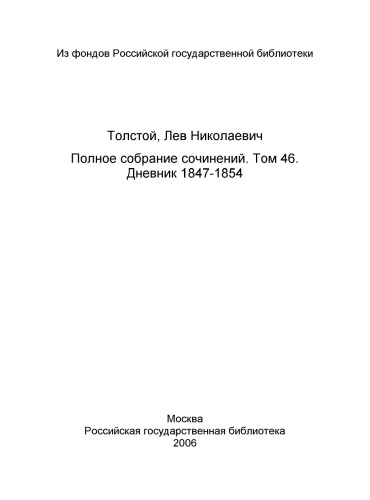 Из фондов Российской государственной библиотеки
Толстой, Лев Николаевич
Полное собрание сочинений. Том 46.
Дневник 1847-1854
Москва
Российская государственная библиотека
2006